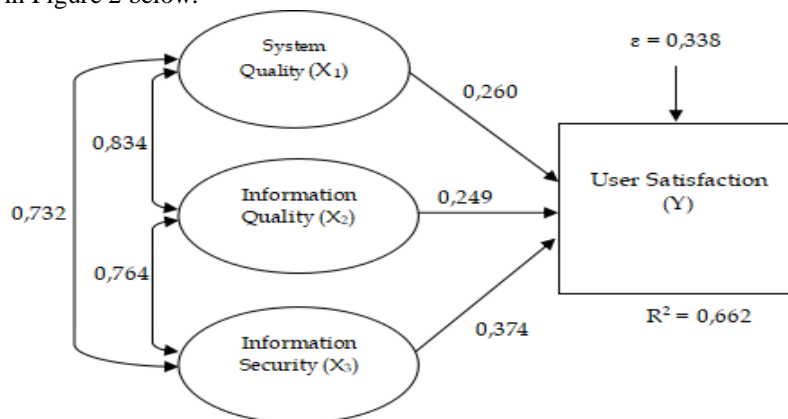 in Figure 2 below.
System
Quality (X₁)
ε = 0,338
0,260
0,834
User Satisfaction
(Y)
Information
Quality (X₂)
0,249
0,732
0,764
R² = 0,662
0,374
Information
Security (X₃)